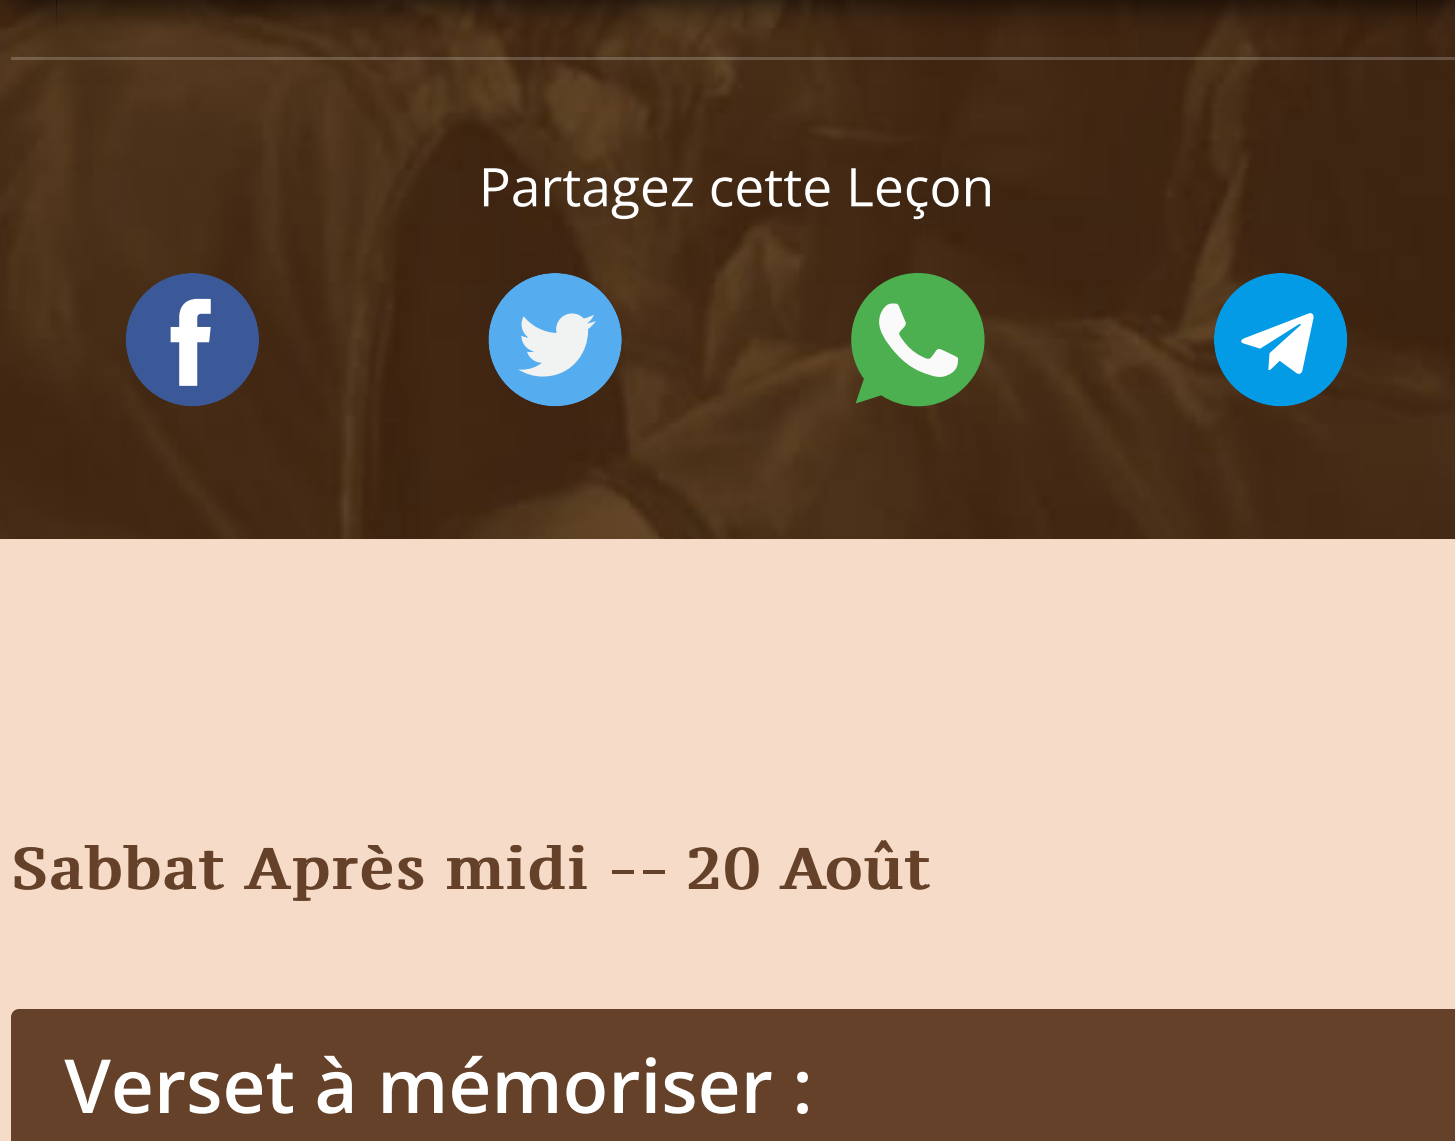 Partagez cette Leçon
Sabbat Après midi -- 20 Août
Verset à mémoriser :